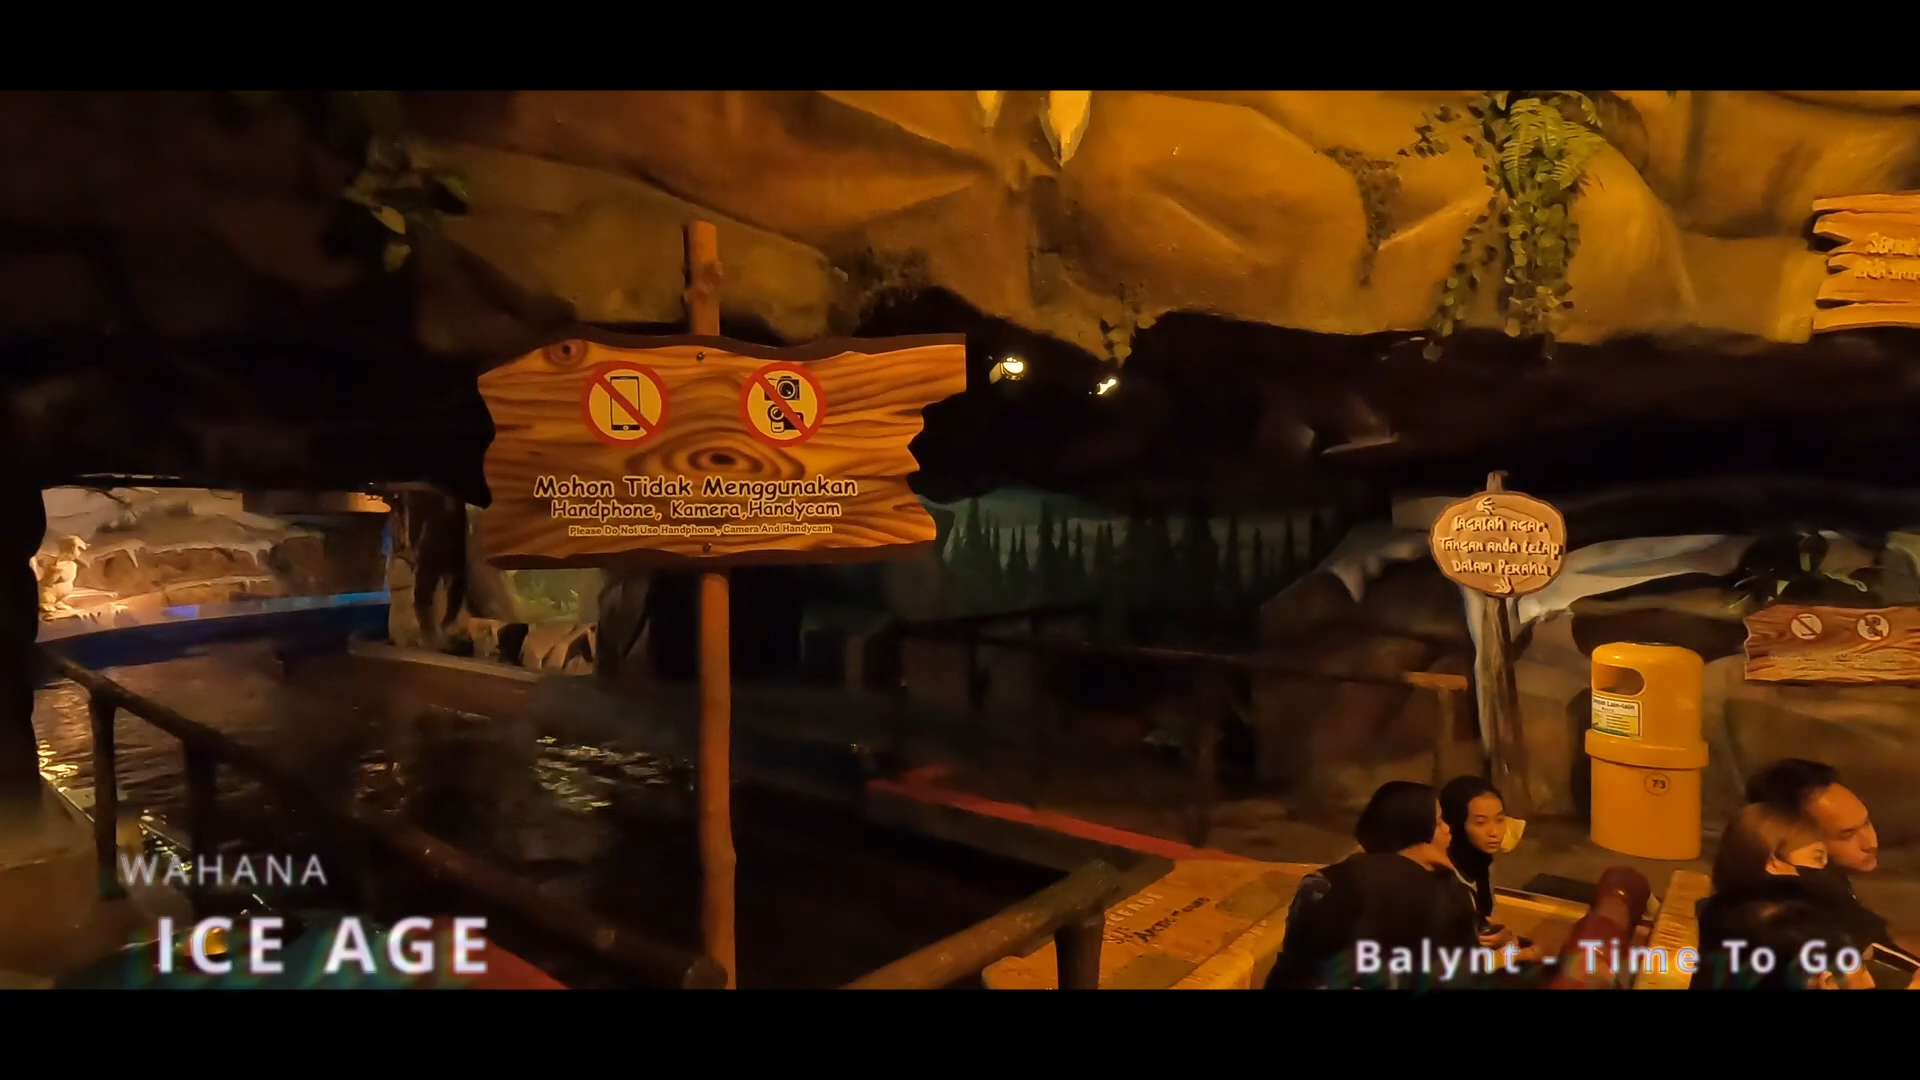 Mohon Tidak Menggunakan
Handphone, Kamera,Handycam
Please Do Not Use Handphone, Camera And Handycam
JAGALAH AGAR
TANGAN ANDA TETAP
DALAM PERAHU
73
WAHANA
ICE AGE
Balynt - Time To Go